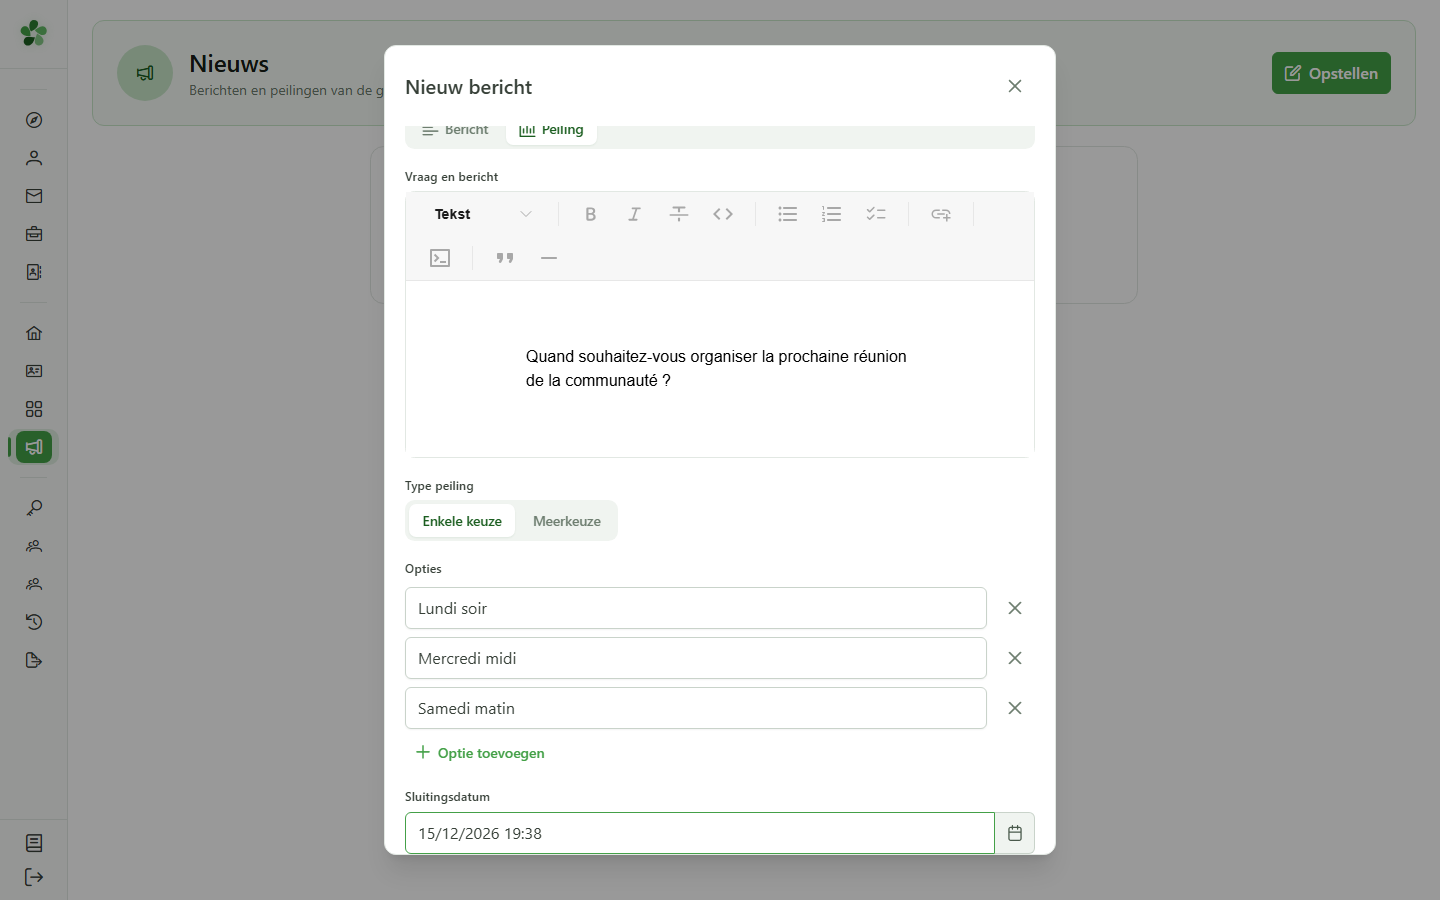 Nieuws
Berichten en peilingen van de g
Opstellen
Nieuw bericht
Bericht
Peiling
Vraag en bericht
Tekst
Quand souhaitez-vous organiser la prochaine réunion
de la communauté ?
Type peiling
Enkele keuze
Meerkeuze
Opties
Lundi soir
Mercredi midi
Samedi matin
Optie toevoegen
Sluitingsdatum
15/12/2026 19:38